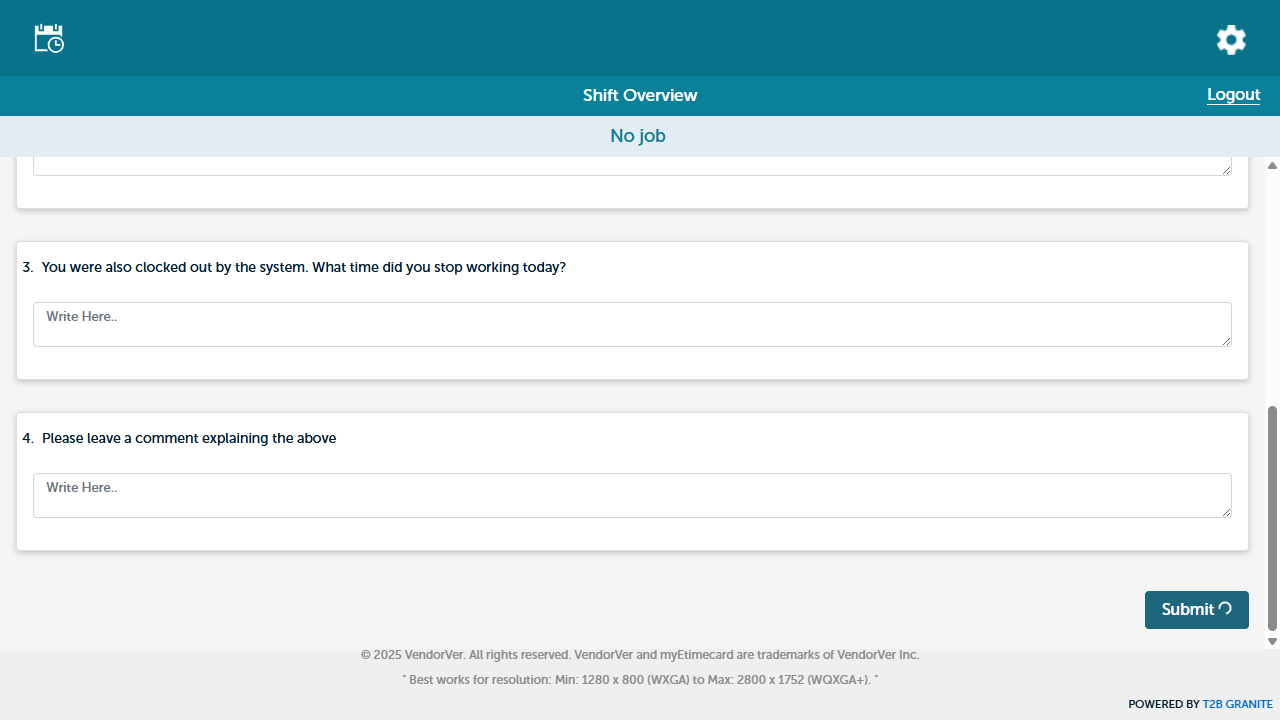 Shift Overview
Logout
No job
3. You were also clocked out by the system. What time did you stop working today?
Write Here..
4. Please leave a comment explaining the above
Write Here..
Submit
© 2025 VendorVer. All rights reserved. VendorVer and myEtimecard are trademarks of VendorVer Inc.
" Best works for resolution: Min: 1280 x 800 (WXGA) to Max: 2800 x 1752 (WQXGA+). "
POWERED BY T2B GRANITE